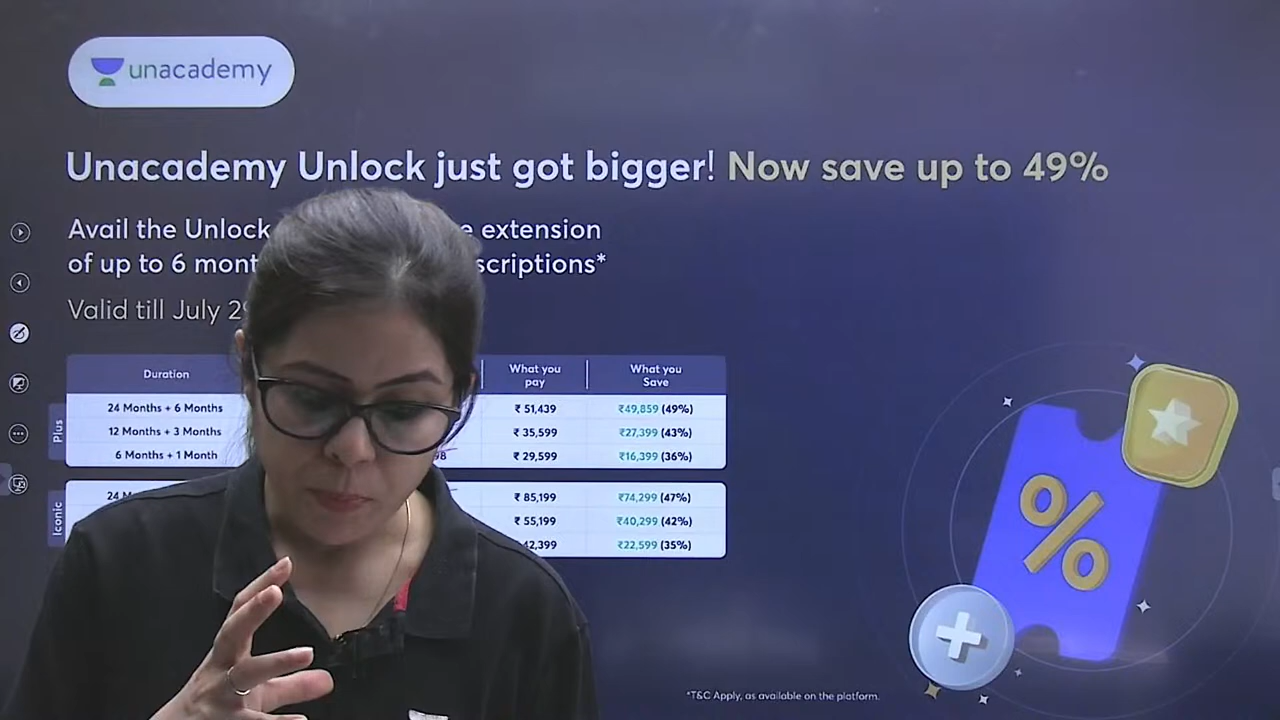 unacademy
Unacademy Unlock just got bigger! Now save up to 49%
Avail the Unlock extension
of up to 6
Valid till July
Duration What you pay What you Save
Plus
24 Months + 6 Months ₹ 51,439 ₹49,859 (49%)
12 Months + 3 Months ₹ 35,599 ₹27,399 (43%)
6 Months + 1 Month ₹ 29,599 ₹16,399 (36%)
Iconic
24 ₹ 85,199 ₹74,299 (47%)
₹ 55,199 ₹40,299 (42%)
42,399 ₹22,599 (35%)
%
*T&C Apply, as available on the platform.